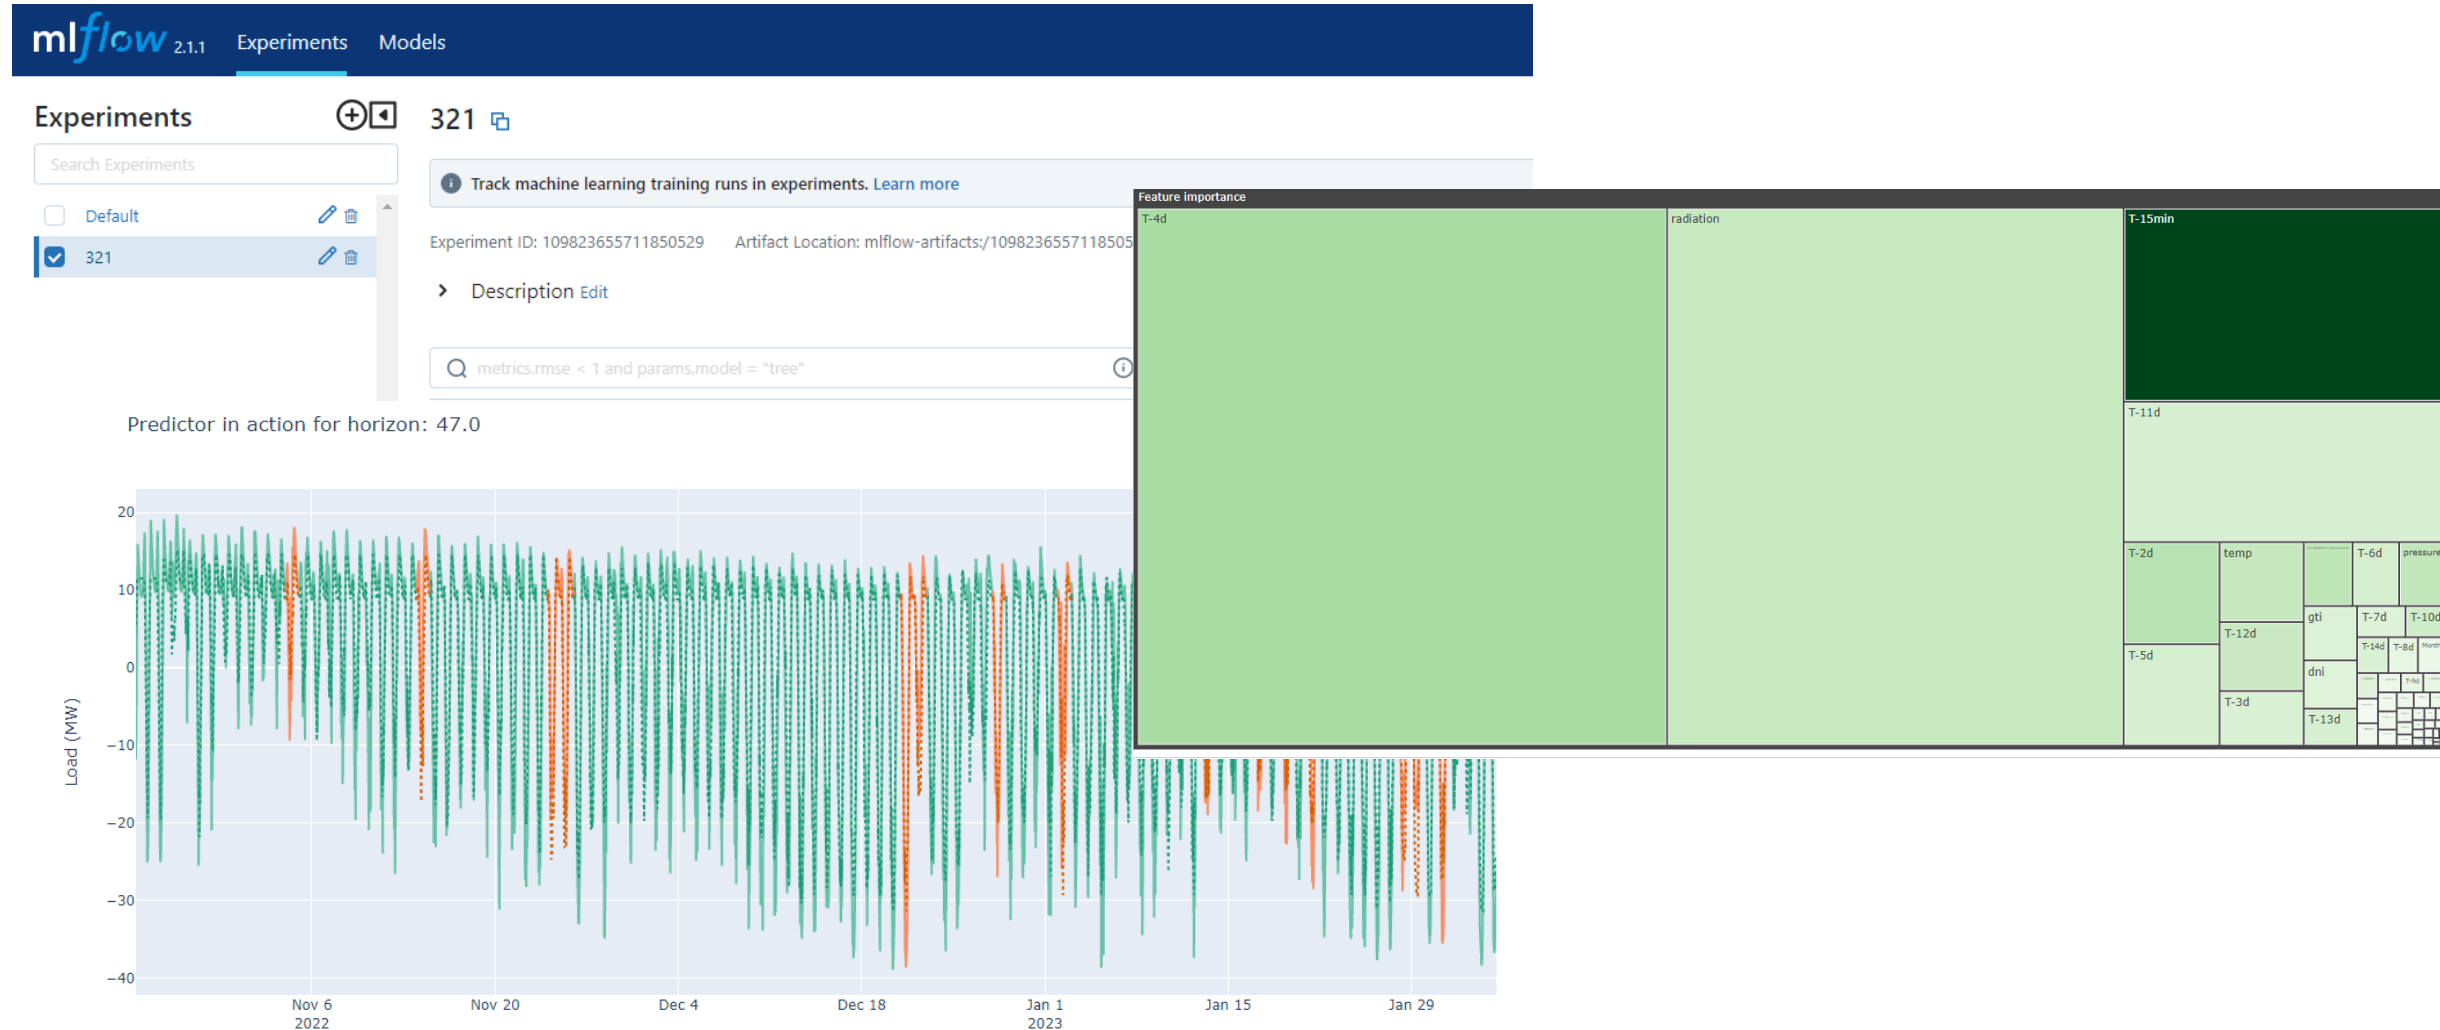 mlflow 2.1.1 Experiments Models
Experiments
Search Experiments
Default
321
321
Track machine learning training runs in experiments. Learn more
Experiment ID: 109823655711850529 Artifact Location: mlflow-artifacts:/1098236557118505
Description Edit
metrics.rmse < 1 and params.model = "tree"
Feature importance
T-4d
radiation
T-15min
T-11d
T-2d
temp
T-6d
pressure
gti
T-7d
T-10d
T-12d
T-14d
T-8d
Month
T-5d
dni
T-9d
T-3d
T-13d
Predictor in action for horizon: 47.0
Load (MW)
20
10
0
−10
−20
−30
−40
Nov 6
2022
Nov 20
Dec 4
Dec 18
Jan 1
2023
Jan 15
Jan 29